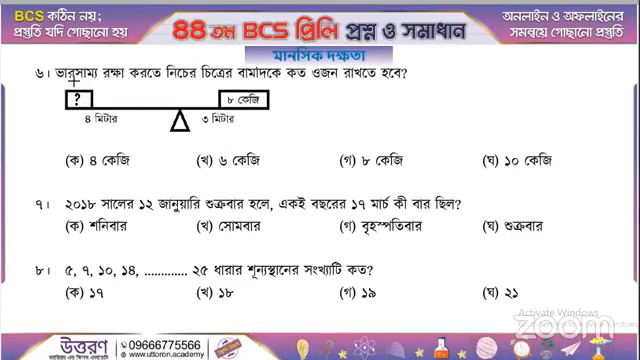 BCS কঠিন নয়;
প্রস্তুতি যদি গোছানো হয়
৪৪ তম BCS প্রিলি প্রশ্ন ও সমাধান
অনলাইন ও অফলাইনের
সমন্বয়ে গোছানো প্রস্তুতি
মানসিক দক্ষতা
৬। ভারসাম্য রক্ষা করতে নিচের চিত্রের বামদিকে কত ওজন রাখতে হবে?
? ৮ কেজি
৪ মিটার ৩ মিটার
(ক) ৪ কেজি (খ) ৬ কেজি (গ) ৮ কেজি (ঘ) ১০ কেজি
৭। ২০১৮ সালের ১২ জানুয়ারি শুক্রবার হলে, একই বছরের ১৭ মার্চ কী বার ছিল?
(ক) শনিবার (খ) সোমবার (গ) বৃহস্পতিবার (ঘ) শুক্রবার
৮। ৫, ৭, ১০, ১৪, ............. ২৫ ধারার শূন্যস্থানের সংখ্যাটি কত?
(ক) ১৭ (খ) ১৮ (গ) ১৯ (ঘ) ২১
Activate Windows
zoom
উত্তরণ
09666775566
www.uttoron.academy